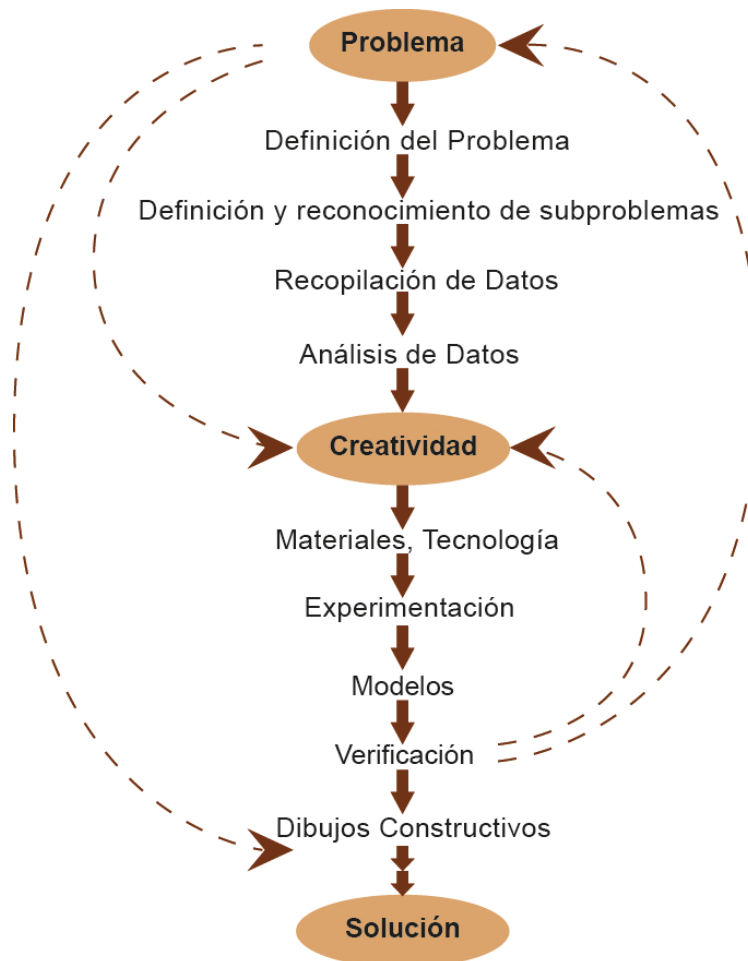 Problema
Definición del Problema
Definición y reconocimiento de subproblemas
Recopilación de Datos
Análisis de Datos
Creatividad
Materiales, Tecnología
Experimentación
Modelos
Verificación
Dibujos Constructivos
Solución